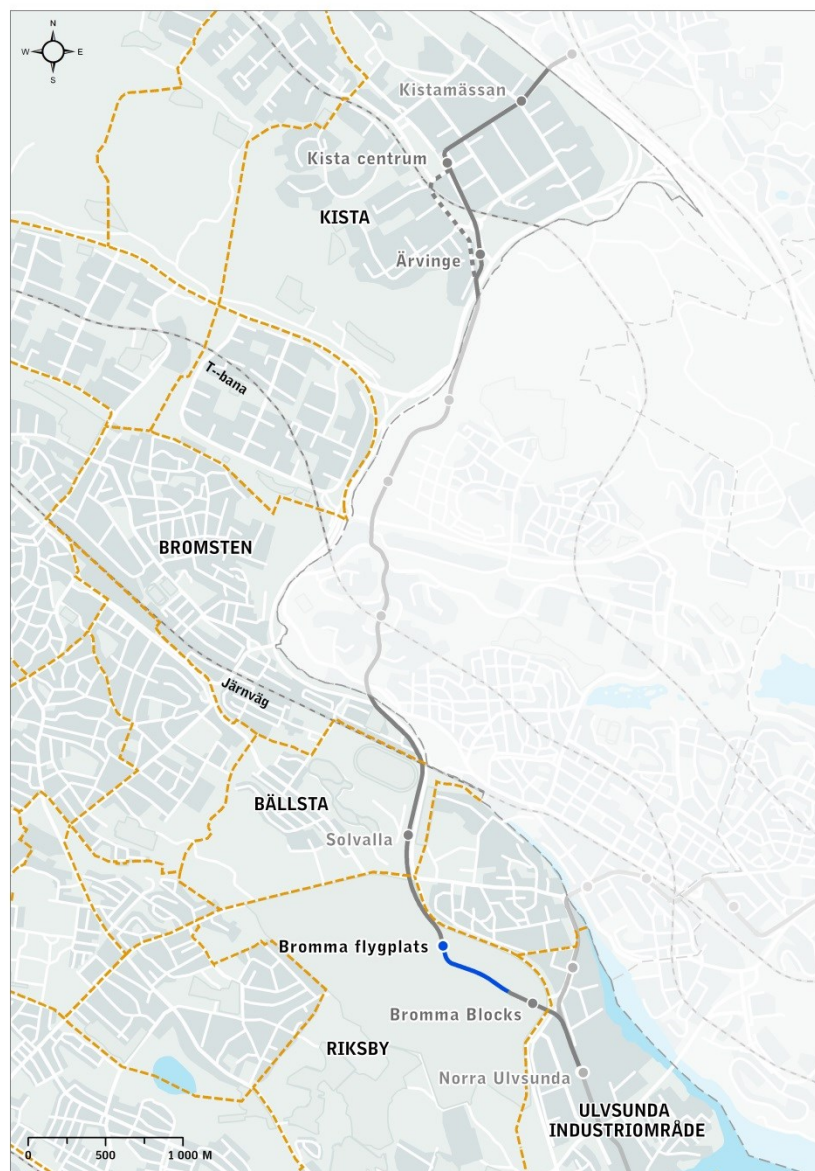 N
W E
S
Kistamässan
Kista centrum
KISTA
Ärvinge
T--bana
BROMSTEN
Järnväg
BÄLLSTA
Solvalla
Bromma flygplats
Bromma Blocks
RIKSBY
Norra Ulvsunda
ULVSUNDA
INDUSTRIOMRÅDE
0 500 1 000 M